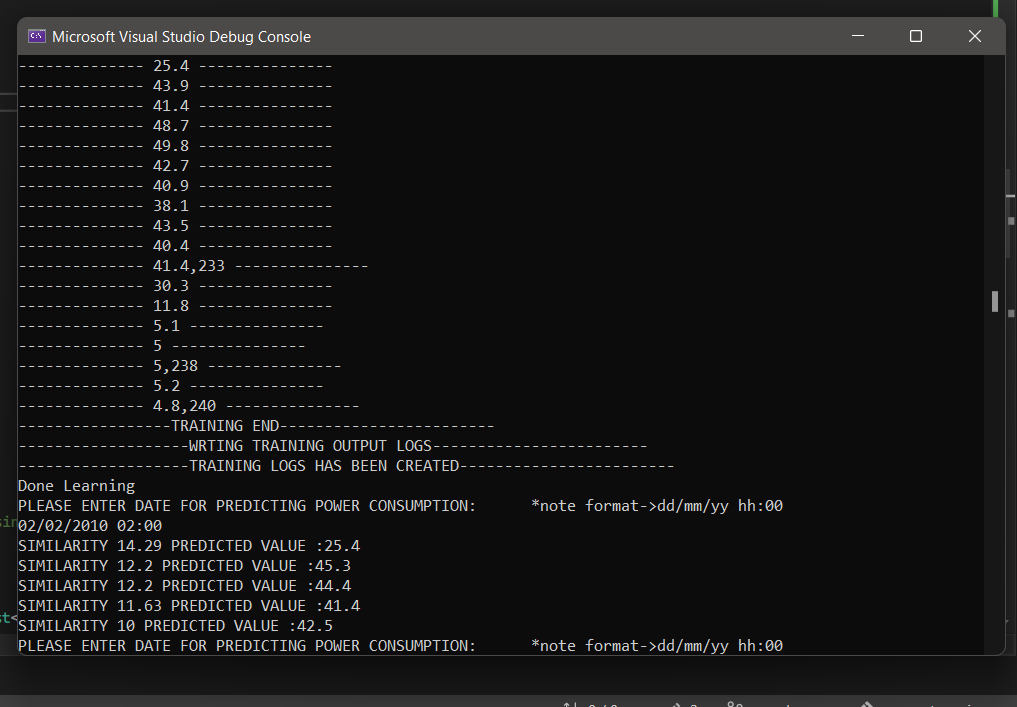 Microsoft Visual Studio Debug Console
-------------- 25.4 ---------------
-------------- 43.9 ---------------
-------------- 41.4 ---------------
-------------- 48.7 ---------------
-------------- 49.8 ---------------
-------------- 42.7 ---------------
-------------- 40.9 ---------------
-------------- 38.1 ---------------
-------------- 43.5 ---------------
-------------- 40.4 ---------------
-------------- 41.4,233 ---------------
-------------- 30.3 ---------------
-------------- 11.8 ---------------
-------------- 5.1 ---------------
-------------- 5 ---------------
-------------- 5,238 ---------------
-------------- 5.2 ---------------
-------------- 4.8,240 ---------------
-----------------TRAINING END------------------------
-------------------WRTING TRAINING OUTPUT LOGS------------------------
-------------------TRAINING LOGS HAS BEEN CREATED------------------------
Done Learning
PLEASE ENTER DATE FOR PREDICTING POWER CONSUMPTION:      *note format->dd/mm/yy hh:00
02/02/2010 02:00
SIMILARITY 14.29 PREDICTED VALUE :25.4
SIMILARITY 12.2 PREDICTED VALUE :45.3
SIMILARITY 12.2 PREDICTED VALUE :44.4
SIMILARITY 11.63 PREDICTED VALUE :41.4
SIMILARITY 10 PREDICTED VALUE :42.5
PLEASE ENTER DATE FOR PREDICTING POWER CONSUMPTION:      *note format->dd/mm/yy hh:00